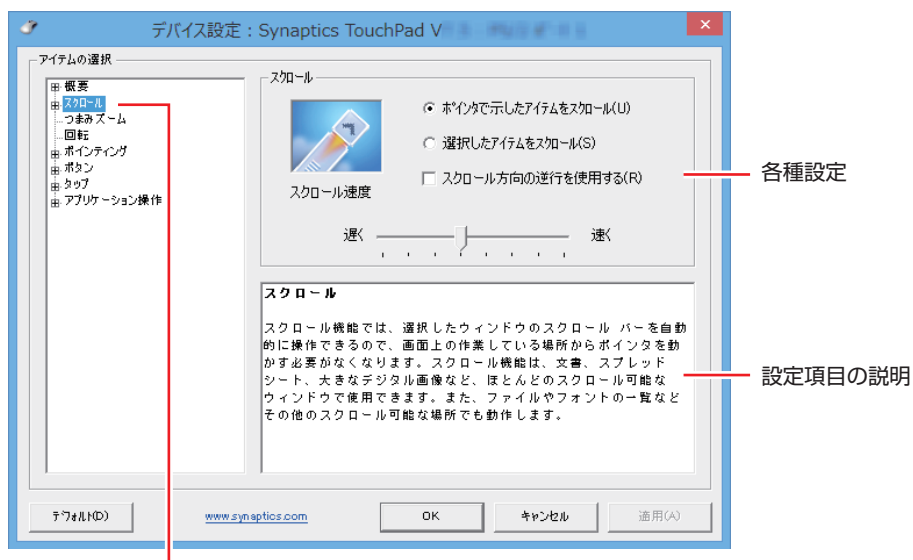 デバイス設定：Synaptics TouchPad V
アイテムの選択
概要
スクロール
つまみズーム
回転
ポインティング
ボタン
タップ
アプリケーション操作
スクロール
ポインタで示したアイテムをスクロール(U)
選択したアイテムをスクロール(S)
スクロール方向の逆行を使用する(R)
スクロール速度
遅く
速く
スクロール
スクロール機能では、選択したウィンドウのスクロール バーを自動
的に操作できるので、画面上の作業している場所からポインタを動
かす必要がなくなります。スクロール機能は、文書、スプレッド
シート、大きなデジタル画像など、ほとんどのスクロール可能な
ウィンドウで使用できます。また、ファイルやフォントの一覧など
その他のスクロール可能な場所でも動作します。
デフォルト(D)
www.synaptics.com
OK
キャンセル
適用(A)
各種設定
設定項目の説明